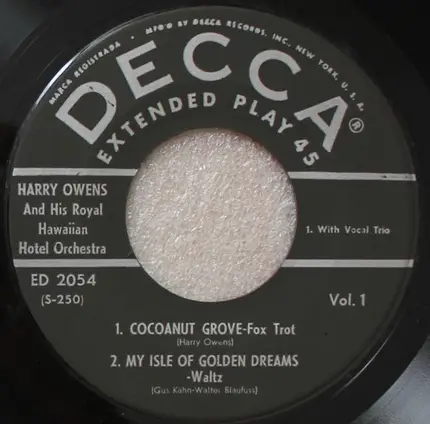 MARCA REGISTRADA • MFR'D BY DECCA RECORDS, INC., NEW YORK, U. S. A.
DECCA®
EXTENDED PLAY 45
HARRY OWENS
And His Royal
Hawaiian
Hotel Orchestra
1. With Vocal Trio
ED 2054
(S-250)
Vol. 1
1. COCOANUT GROVE-Fox Trot
(Harry Owens)
2. MY ISLE OF GOLDEN DREAMS
-Waltz
(Gus Kahn-Walter Blaufuss)